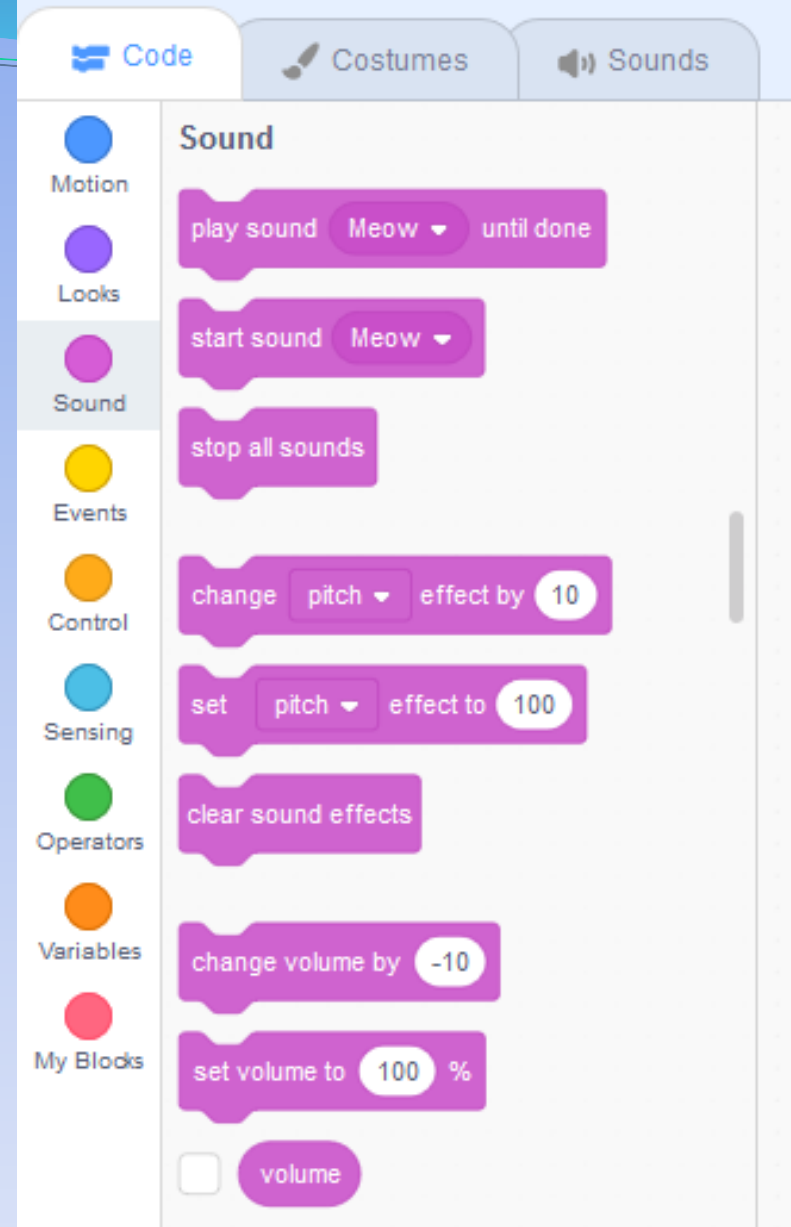 Code Costumes Sounds
Motion
Looks
Sound
Events
Control
Sensing
Operators
Variables
My Blocks
Sound
play sound Meow until done
start sound Meow
stop all sounds
change pitch effect by 10
set pitch effect to 100
clear sound effects
change volume by -10
set volume to 100 %
volume